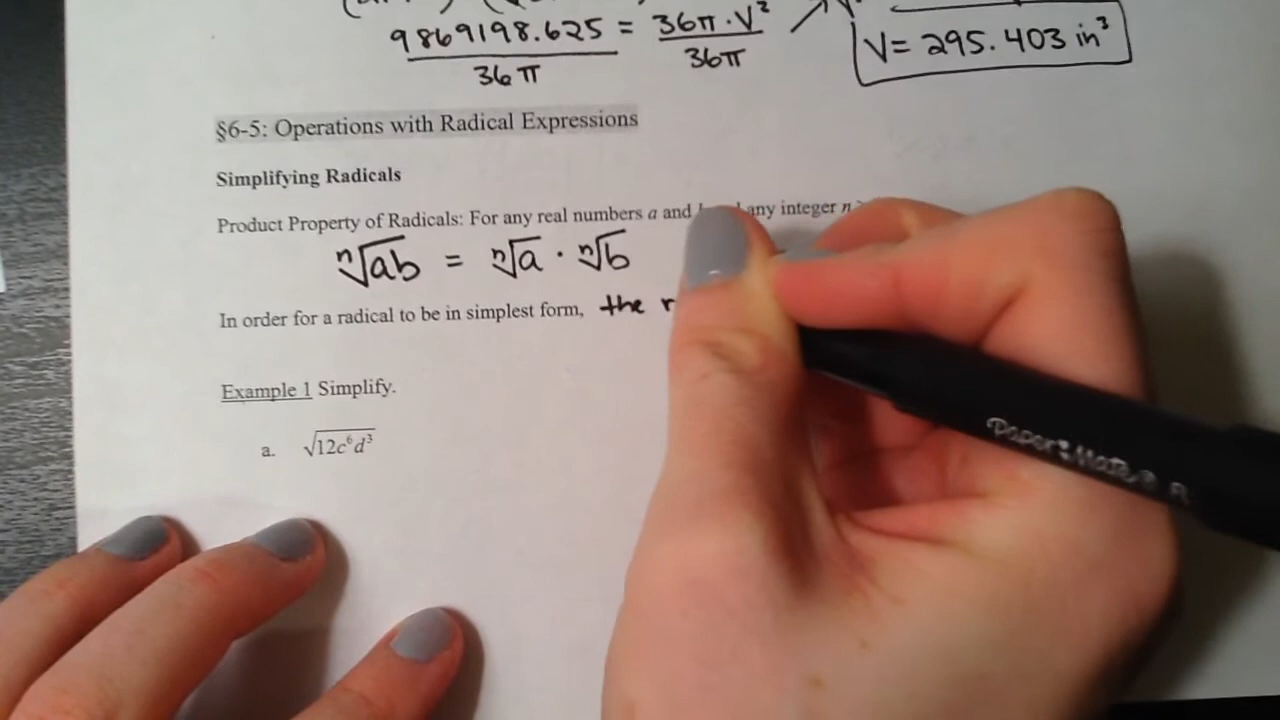 9869198.625 = 36π · V²
36π 36π
V = 295.403 in³
§6-5: Operations with Radical Expressions
Simplifying Radicals
Product Property of Radicals: For any real numbers a and any integer n
ⁿ√ab = ⁿ√a · ⁿ√b
In order for a radical to be in simplest form, the
Example 1 Simplify.
a. √12c⁶d³
Paper Mate